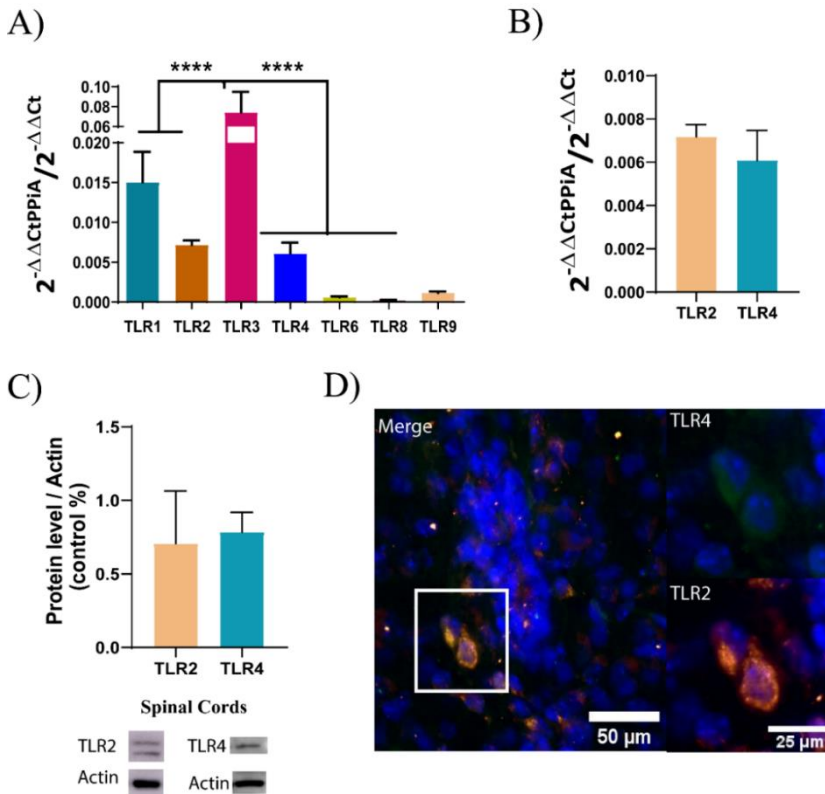 A)
2^-ΔΔCtPPiA/2^-ΔΔCt
****
****
0.10
0.08
0.06
0.020
0.015
0.010
0.005
0.000
TLR1 TLR2 TLR3 TLR4 TLR6 TLR8 TLR9
B)
2^-ΔΔCtPPiA/2^-ΔΔCt
0.010
0.008
0.006
0.004
0.002
0.000
TLR2 TLR4
C)
Protein level / Actin
(control %)
1.5
1.0
0.5
0.0
TLR2 TLR4
Spinal Cords
TLR2 TLR4
Actin Actin
D)
Merge
50 µm
TLR4
TLR2
25 µm